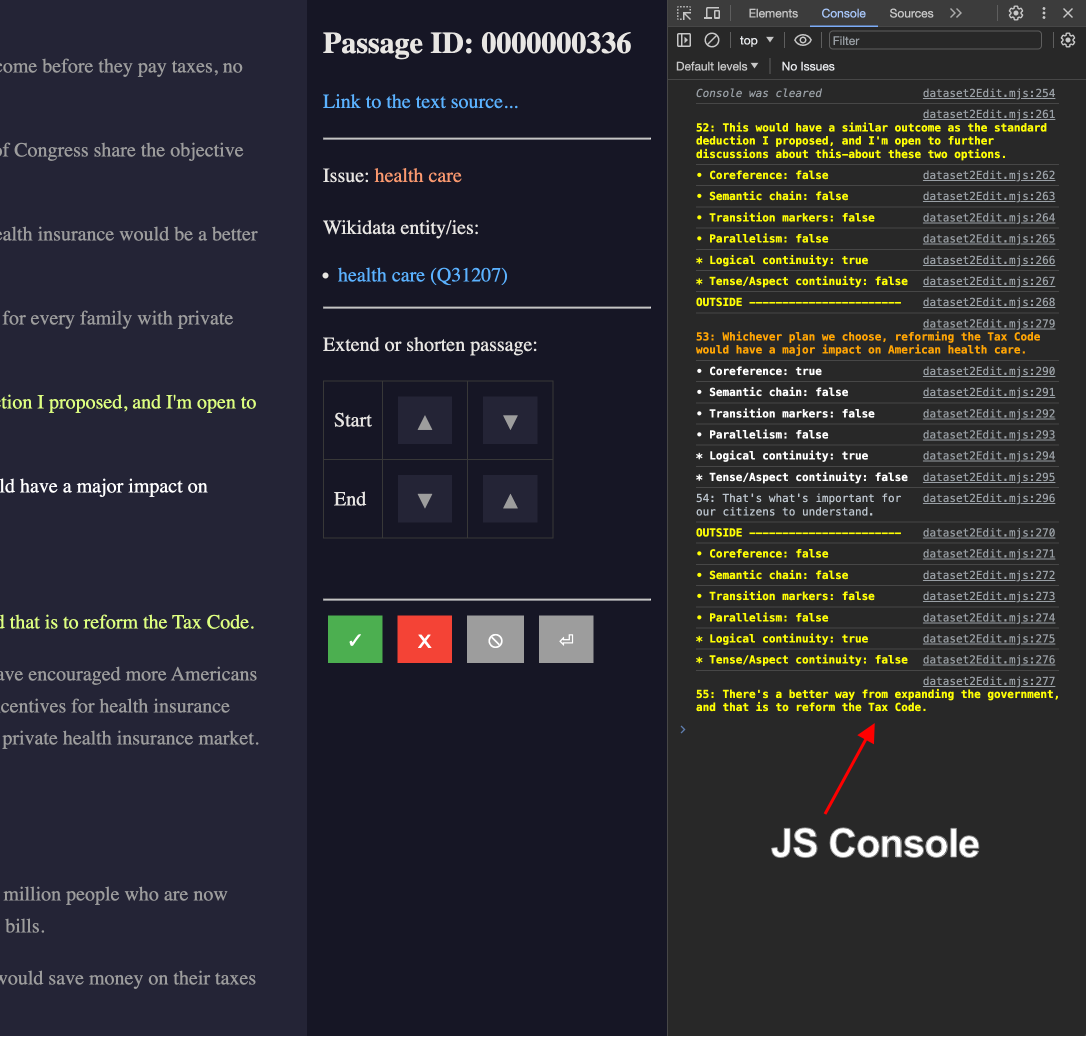 come before they pay taxes, no
of Congress share the objective
ealth insurance would be a better
for every family with private
ction I proposed, and I'm open to
ld have a major impact on
d that is to reform the Tax Code.
ave encouraged more Americans
centives for health insurance
private health insurance market.
million people who are now
bills.
would save money on their taxes
Passage ID: 0000000336
Link to the text source...
Issue: health care
Wikidata entity/ies:
• health care (Q31207)
Extend or shorten passage:
Start ▲ ▼
End ▼ ▲
✓ X
Elements Console Sources
top Filter
Default levels ▼ No Issues
Console was cleared dataset2Edit.mjs:254
dataset2Edit.mjs:261
52: This would have a similar outcome as the standard
deduction I proposed, and I'm open to further
discussions about this—about these two options.
• Coreference: false dataset2Edit.mjs:262
• Semantic chain: false dataset2Edit.mjs:263
• Transition markers: false dataset2Edit.mjs:264
• Parallelism: false dataset2Edit.mjs:265
* Logical continuity: true dataset2Edit.mjs:266
* Tense/Aspect continuity: false dataset2Edit.mjs:267
OUTSIDE ----------------------- dataset2Edit.mjs:268
dataset2Edit.mjs:279
53: Whichever plan we choose, reforming the Tax Code
would have a major impact on American health care.
• Coreference: true dataset2Edit.mjs:290
• Semantic chain: false dataset2Edit.mjs:291
• Transition markers: false dataset2Edit.mjs:292
• Parallelism: false dataset2Edit.mjs:293
* Logical continuity: true dataset2Edit.mjs:294
* Tense/Aspect continuity: false dataset2Edit.mjs:295
54: That's what's important for dataset2Edit.mjs:296
our citizens to understand.
OUTSIDE ----------------------- dataset2Edit.mjs:270
• Coreference: false dataset2Edit.mjs:271
• Semantic chain: false dataset2Edit.mjs:272
• Transition markers: false dataset2Edit.mjs:273
• Parallelism: false dataset2Edit.mjs:274
* Logical continuity: true dataset2Edit.mjs:275
* Tense/Aspect continuity: false dataset2Edit.mjs:276
dataset2Edit.mjs:277
55: There's a better way from expanding the government,
and that is to reform the Tax Code.
JS Console